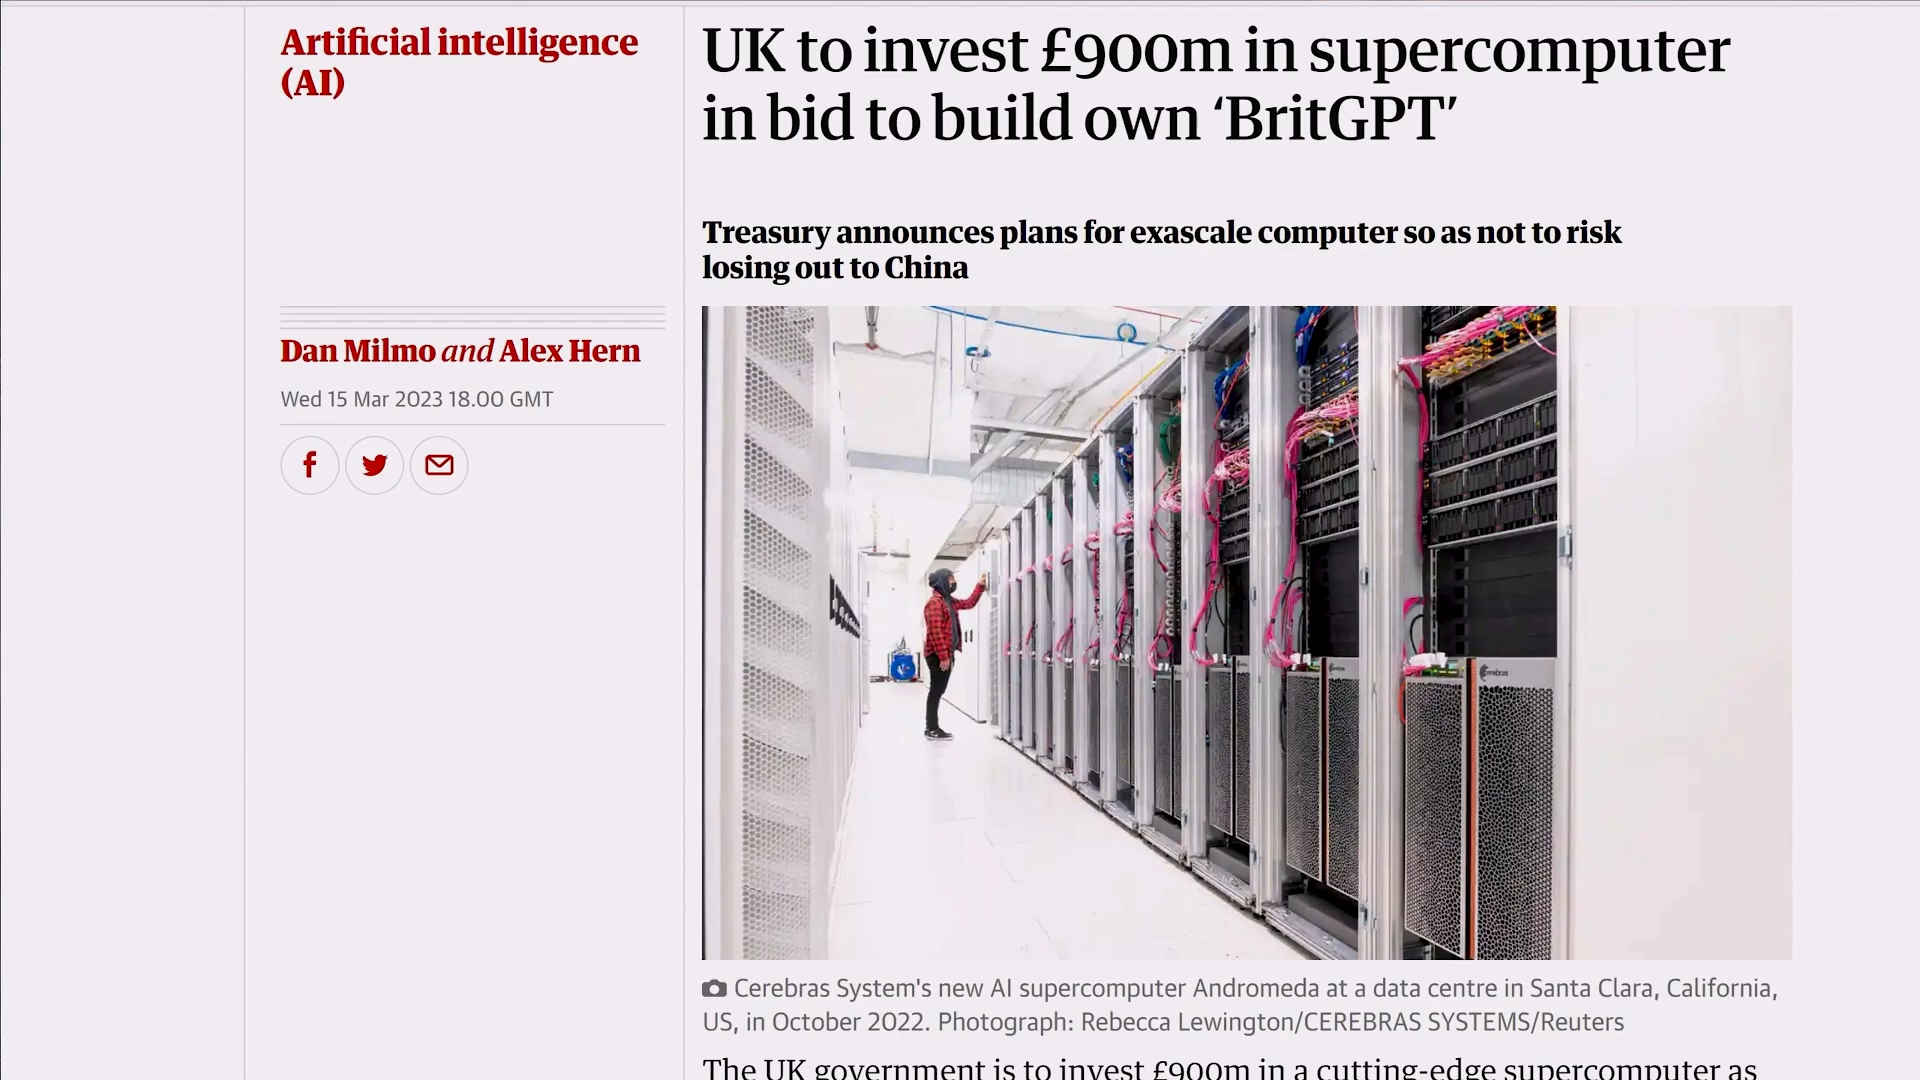 Artificial intelligence
(AI)
UK to invest £900m in supercomputer
in bid to build own ‘BritGPT’
Treasury announces plans for exascale computer so as not to risk
losing out to China
Dan Milmo and Alex Hern
Wed 15 Mar 2023 18.00 GMT
cerebras
cerebras
Cerebras System's new AI supercomputer Andromeda at a data centre in Santa Clara, California,
US, in October 2022. Photograph: Rebecca Lewington/CEREBRAS SYSTEMS/Reuters
The UK government is to invest £900m in a cutting-edge supercomputer as